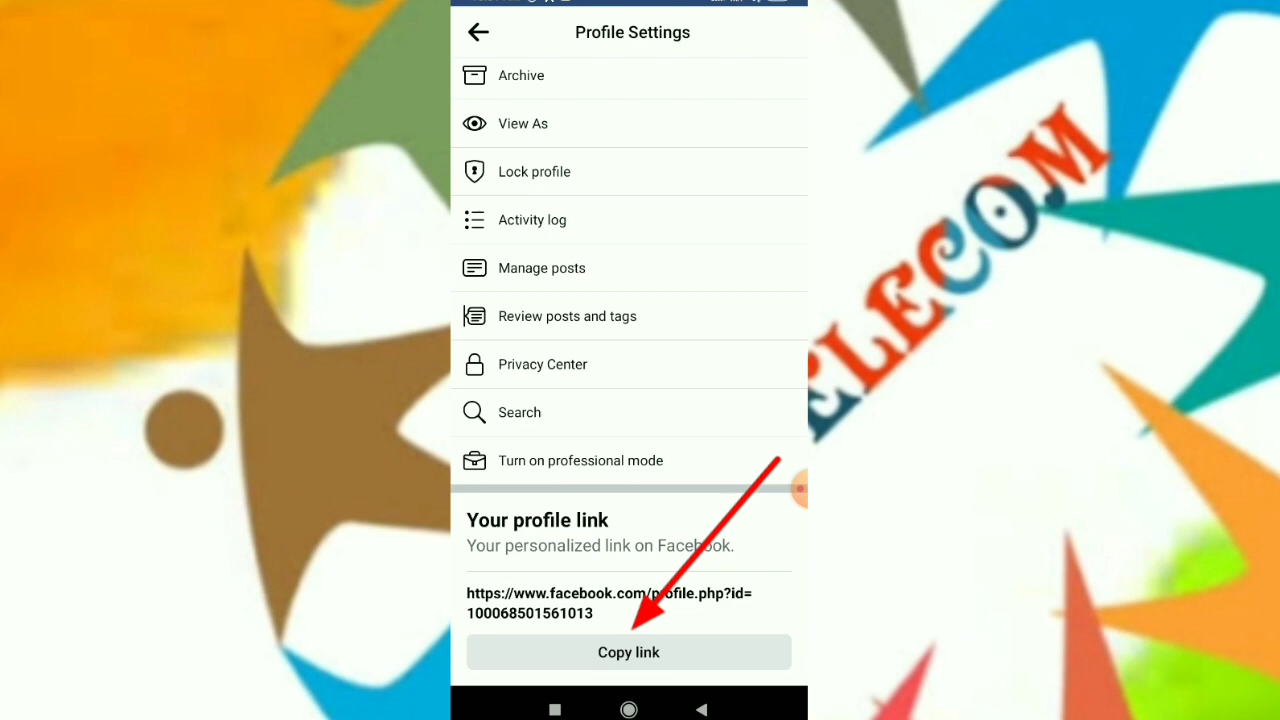 Profile Settings
Archive
View As
Lock profile
Activity log
Manage posts
Review posts and tags
Privacy Center
Search
Turn on professional mode
Your profile link
Your personalized link on Facebook.
https://www.facebook.com/profile.php?id=
100068501561013
Copy link
ELECOM